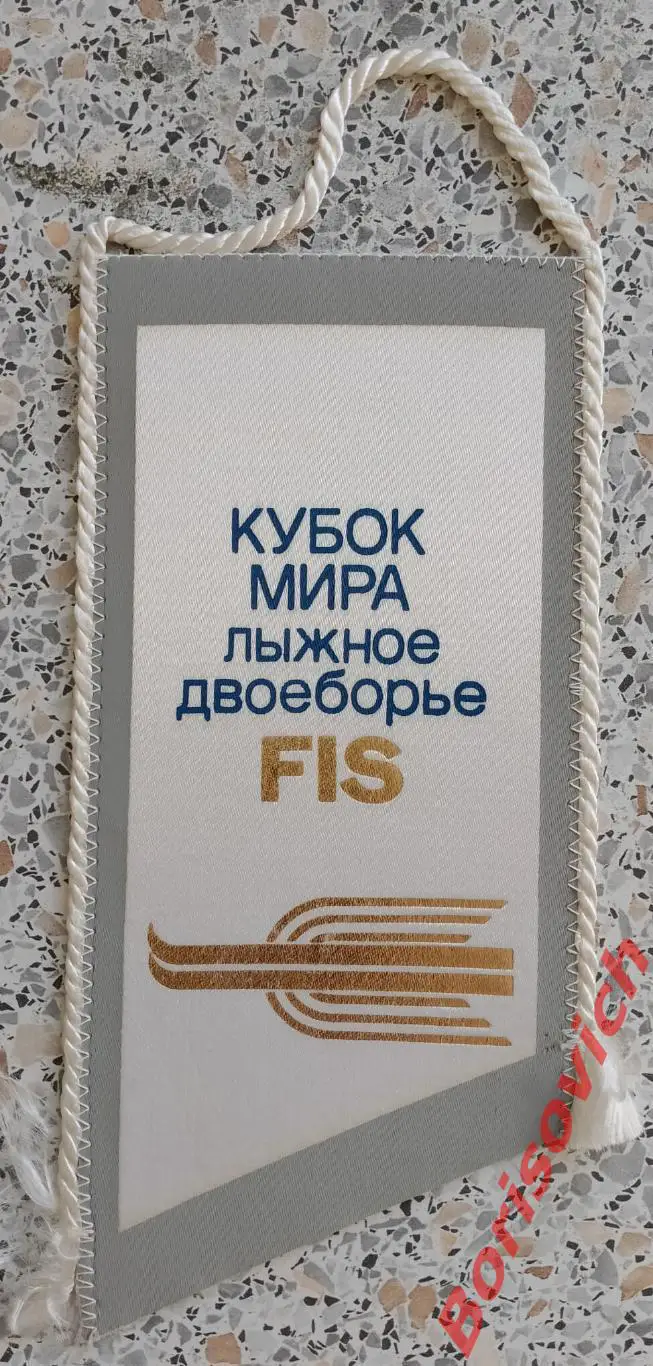 КУБОК
МИРА
лыжное
двоеборье
FIS
Borisovich